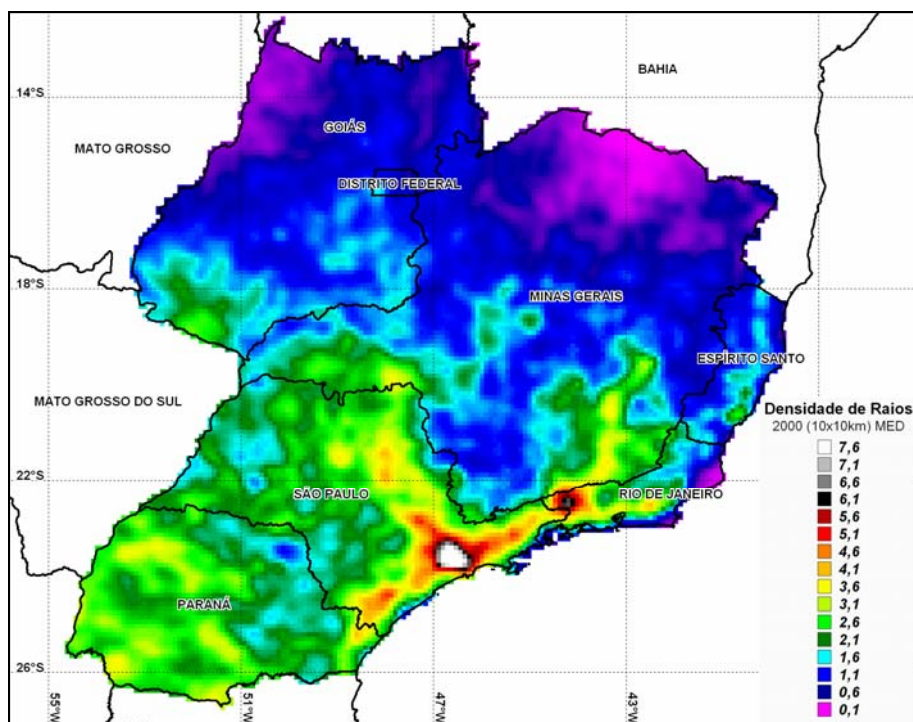 BAHIA
14°S
GOIÁS
MATO GROSSO
DISTRITO FEDERAL
18°S
MINAS GERAIS
ESPÍRITO SANTO
MATO GROSSO DO SUL
Densidade de Raios
2000 (10x10km) MED
7,6
7,1
6,6
6,1
5,6
5,1
4,6
4,1
3,6
3,1
2,6
2,1
1,6
1,1
0,6
0,1
22°S
SÃO PAULO
RIO DE JANEIRO
PARANÁ
26°S
55°W
51°W
47°W
43°W